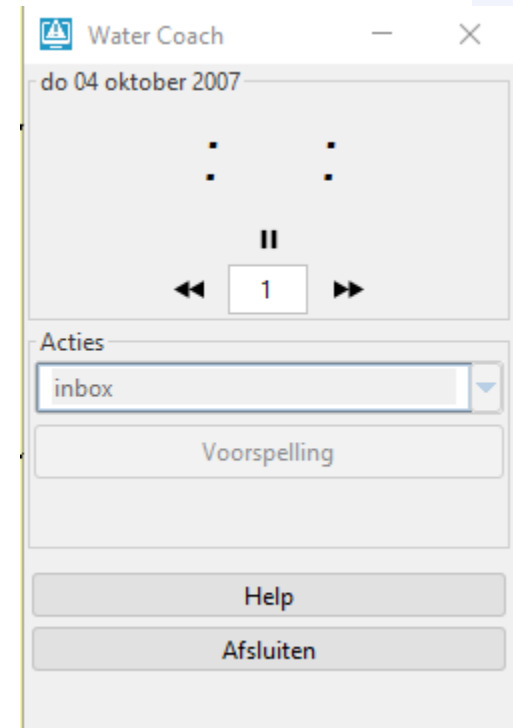 Water Coach
do 04 oktober 2007
: :
1
Acties
inbox
Voorspelling
Help
Afsluiten